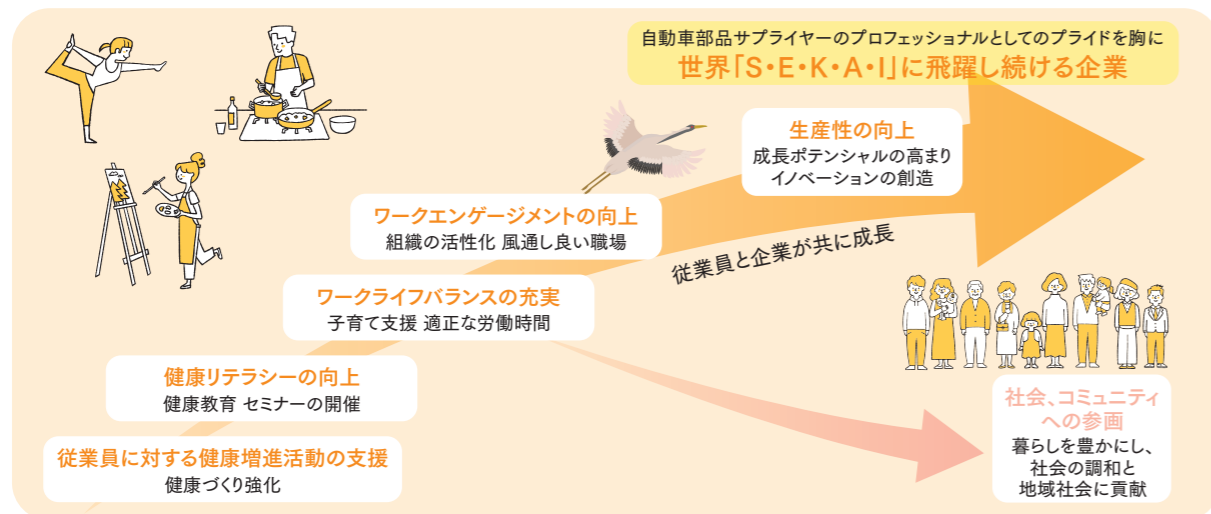 自動車部品サプライヤーのプロフェッショナルとしてのプライドを胸に
世界「S・E・K・A・I」に飛躍し続ける企業
生産性の向上
成長ポテンシャルの高まり
イノベーションの創造
ワークエンゲージメントの向上
組織の活性化 風通し良い職場
従業員と企業が共に成長
ワークライフバランスの充実
子育て支援 適正な労働時間
健康リテラシーの向上
健康教育 セミナーの開催
従業員に対する健康増進活動の支援
健康づくり強化
社会、コミュニティ
への参画
暮らしを豊かにし、
社会の調和と
地域社会に貢献